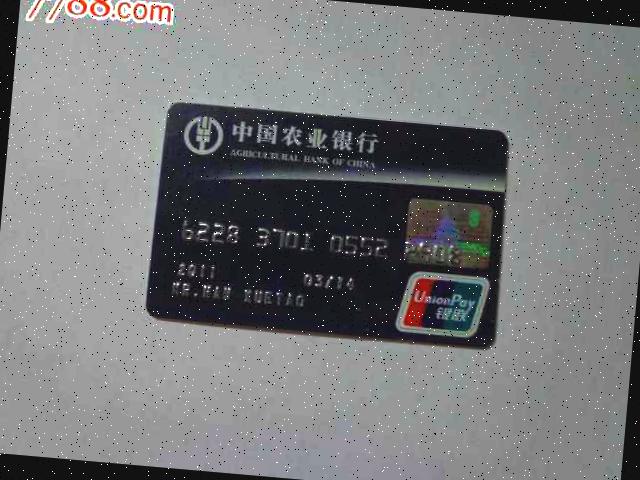 7788.com
中国农业银行
AGRICULTURAL BANK OF CHINA
6228 3701 0552
2011 03/14
UnionPay
银联